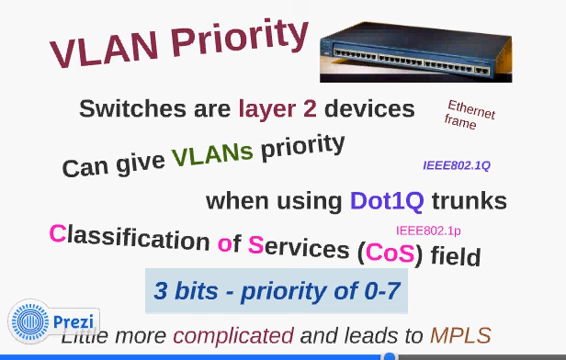 VLAN Priority
Switches are layer 2 devices
Ethernet
frame
Can give VLANs priority
IEEE802.1Q
when using Dot1Q trunks
IEEE802.1p
Classification of Services (CoS) field
3 bits - priority of 0-7
Prezi
Little more complicated and leads to MPLS